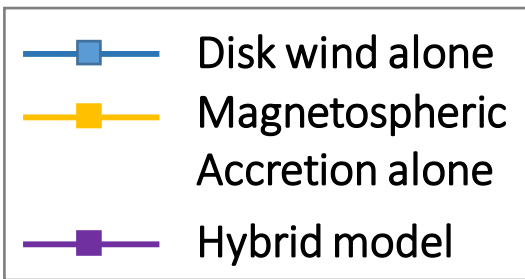 Disk wind alone
Magnetospheric
Accretion alone
Hybrid model